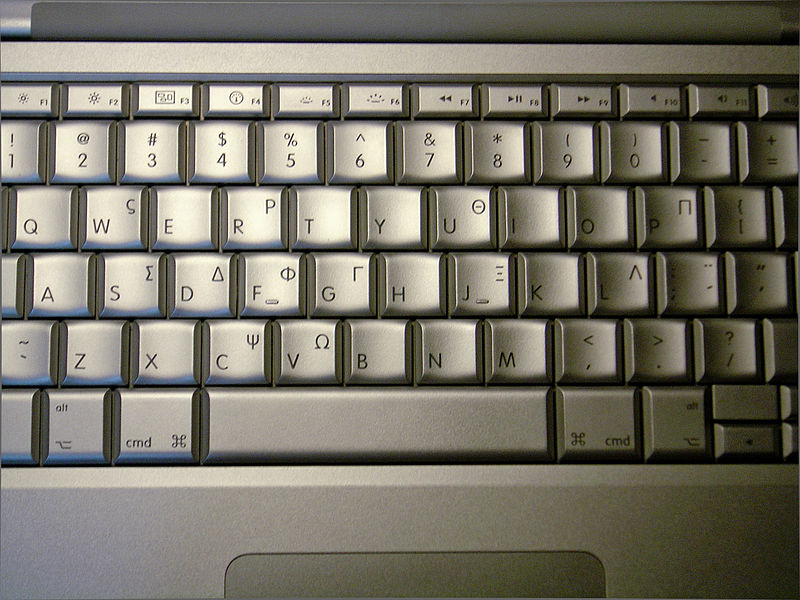 F1 F2 F3 F4 F5 F6 F7 F8 F9 F10 F11
! @ # $ % ^ & * ( ) − +
1 2 3 4 5 6 7 8 9 0 - =
ς Ρ Θ Π {
Q W E R T Y U I O P [
Σ Δ Φ Γ Ξ Λ ¨ "
A S D F G H J K L ; '
~ Ψ Ω < > ?
` Z X C V B N M , . /
alt alt
⌥ cmd ⌘ ⌘ cmd ⌥